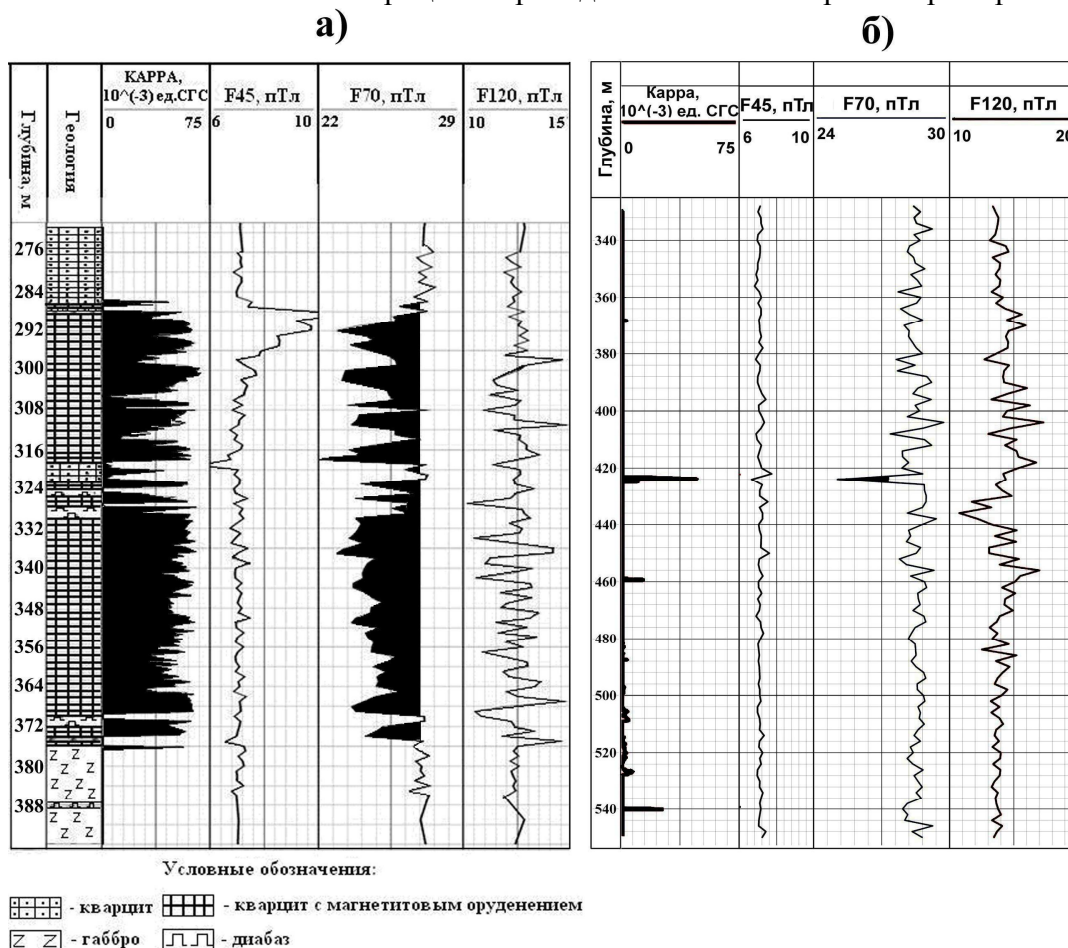 а)
Глубина, м
Геология
КАРРА,
10^(-3) ед.СГС
0 75
F45, пТл
6 10
F70, пТл
22 29
F120, пТл
10 15
276
284
292
300
308
316
324
332
340
348
356
364
372
380
388
б)
Глубина, м
Карра,
10^(-3) ед. СГС
0 75
F45, пТл
6 10
F70, пТл
24 30
F120, пТл
10 20
340
360
380
400
420
440
460
480
500
520
540
Условные обозначения:
- кварцит - кварцит с магнетитовым оруденением
Z Z - габбро - диабаз